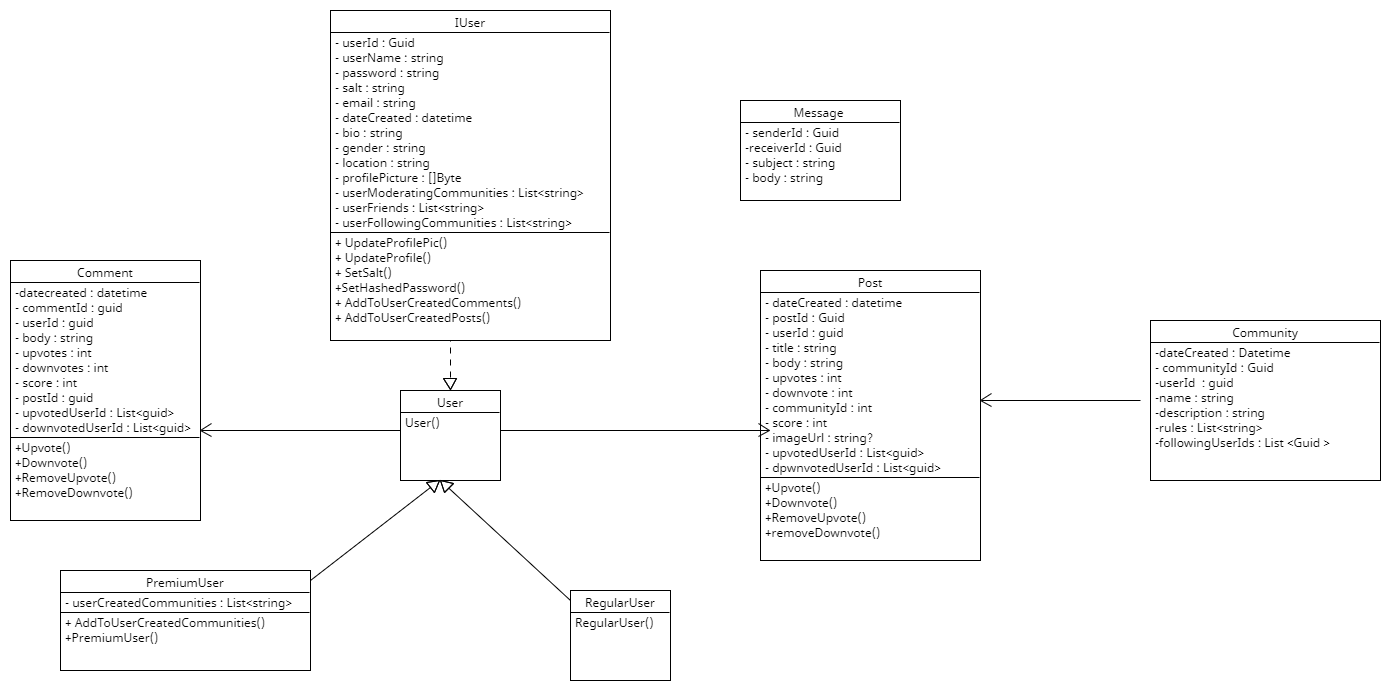 IUser
- userId : Guid
- userName : string
- password : string
- salt : string
- email : string
- dateCreated : datetime
- bio : string
- gender : string
- location : string
- profilePicture : []Byte
- userModeratingCommunities : List<string>
- userFriends : List<string>
- userFollowingCommunities : List<string>
+ UpdateProfilePic()
+ UpdateProfile()
+ SetSalt()
+SetHashedPassword()
+ AddToUserCreatedComments()
+ AddToUserCreatedPosts()
Message
- senderId : Guid
-receiverId : Guid
- subject : string
- body : string
Comment
-datecreated : datetime
- commentId : guid
- userId : guid
- body : string
- upvotes : int
- downvotes : int
- score : int
- postId : guid
- upvotedUserId : List<guid>
- downvotedUserId : List<guid>
+Upvote()
+Downvote()
+RemoveUpvote()
+RemoveDownvote()
User
User()
Post
- dateCreated : datetime
- postId : Guid
- userId : guid
- title : string
- body : string
- upvotes : int
- downvote : int
- communityId : int
- score : int
- imageUrl : string?
- upvotedUserId : List<guid>
- dpwnvotedUserId : List<guid>
+Upvote()
+Downvote()
+RemoveUpvote()
+removeDownvote()
Community
-dateCreated : Datetime
- communityId : Guid
-userId  : guid
-name : string
-description : string
-rules : List<string>
-followingUserIds : List <Guid >
PremiumUser
- userCreatedCommunities : List<string>
+ AddToUserCreatedCommunities()
+PremiumUser()
RegularUser
RegularUser()